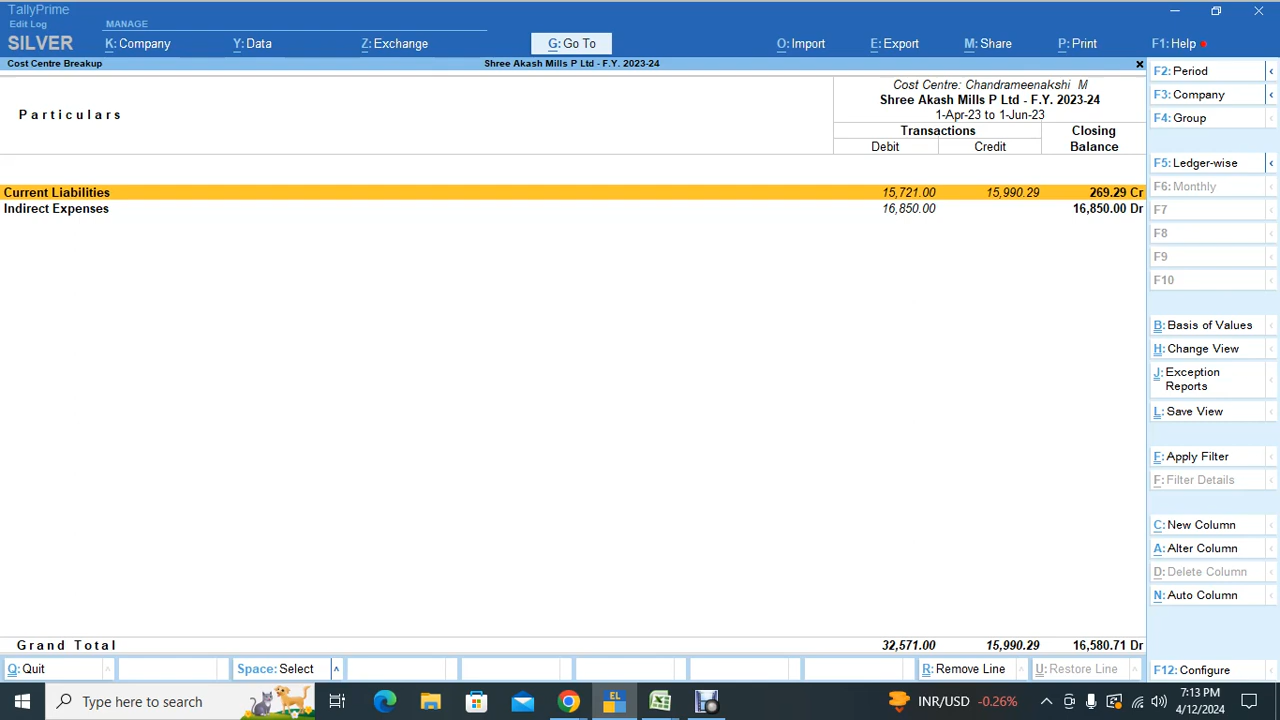 TallyPrime
Edit Log
SILVER
MANAGE
K: Company
Y: Data
Z: Exchange
G: Go To
O: Import
E: Export
M: Share
P: Print
F1: Help
Cost Centre Breakup
Shree Akash Mills P Ltd - F.Y. 2023-24
Particulars
Cost Centre: Chandrameenakshi M
Shree Akash Mills P Ltd - F.Y. 2023-24
1-Apr-23 to 1-Jun-23
Transactions
Closing
Debit
Credit
Balance
Current Liabilities 15,721.00 15,990.29 269.29 Cr
Indirect Expenses 16,850.00 16,850.00 Dr
Grand Total 32,571.00 15,990.29 16,580.71 Dr
F2: Period
F3: Company
F4: Group
F5: Ledger-wise
F6: Monthly
F7
F8
F9
F10
B: Basis of Values
H: Change View
J: Exception
Reports
L: Save View
F: Apply Filter
F: Filter Details
C: New Column
A: Alter Column
D: Delete Column
N: Auto Column
F12: Configure
Q: Quit
Space: Select
R: Remove Line
U: Restore Line
Type here to search
EL
INR/USD -0.26%
7:13 PM
4/12/2024